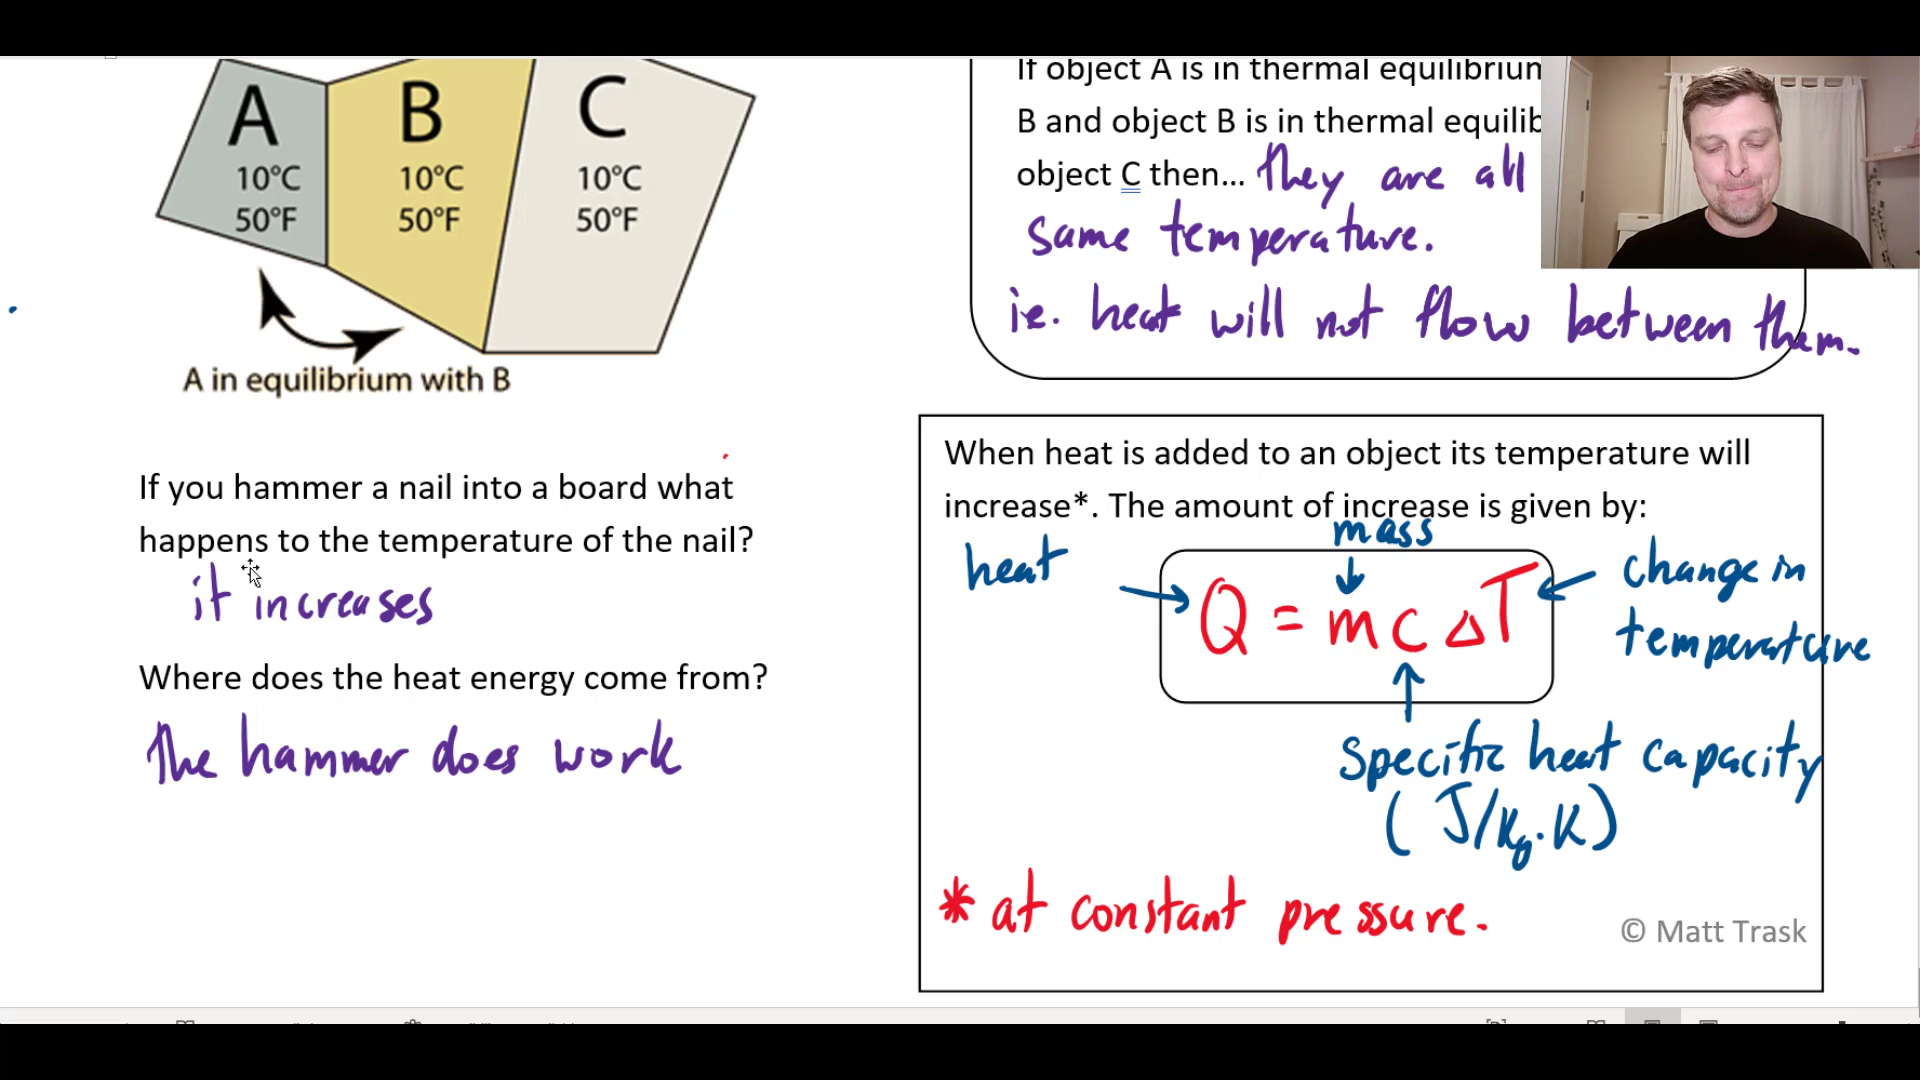 A
10°C
50°F
B
10°C
50°F
C
10°C
50°F
A in equilibrium with B
If object A is in thermal equilibrium
B and object B is in thermal equilib
object C then... they are all
same temperature.
ie. heat will not flow between them.
If you hammer a nail into a board what
happens to the temperature of the nail?
it increases
Where does the heat energy come from?
The hammer does work
When heat is added to an object its temperature will
increase*. The amount of increase is given by:
mass
heat
Q = mcΔT
change in
temperature
specific heat capacity
(J/kg·K)
* at constant pressure.
© Matt Trask